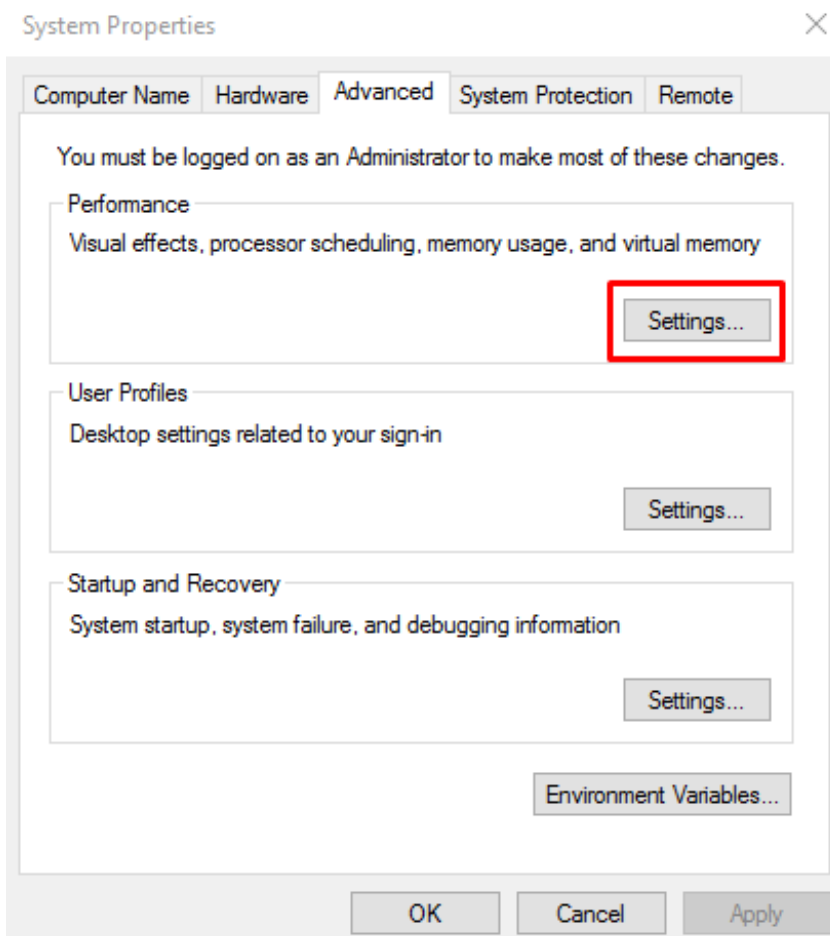 System Properties
Computer Name Hardware Advanced System Protection Remote
You must be logged on as an Administrator to make most of these changes.
Performance
Visual effects, processor scheduling, memory usage, and virtual memory
Settings...
User Profiles
Desktop settings related to your sign-in
Settings...
Startup and Recovery
System startup, system failure, and debugging information
Settings...
Environment Variables...
OK Cancel Apply